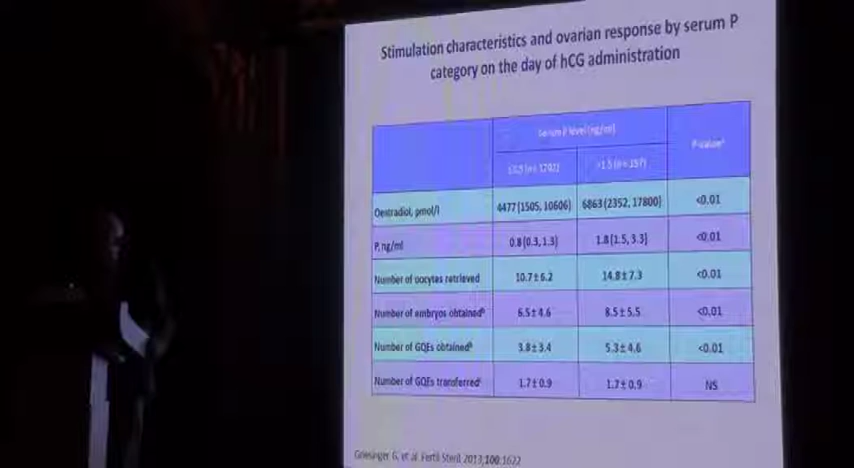 Stimulation characteristics and ovarian response by serum P
category on the day of hCG administration
Serum P level (ng/ml)
P value
Oestradiol, pmol/l 4477 (1505, 10606) 6863 (2352, 17800) <0.01
P, ng/ml 0.8 (0.3, 1.3) 1.8 (1.5, 3.3) <0.01
Number of oocytes retrieved 10.7±6.2 14.8±7.3 <0.01
Number of embryos obtainedᵇ 6.5±4.6 8.5±5.5 <0.01
Number of GQEs obtainedᵇ 3.8±3.4 5.3±4.6 <0.01
Number of GQEs transferredᶜ 1.7±0.9 1.7±0.9 NS
Griesinger G, et al. Fertil Steril 2013;100:1622